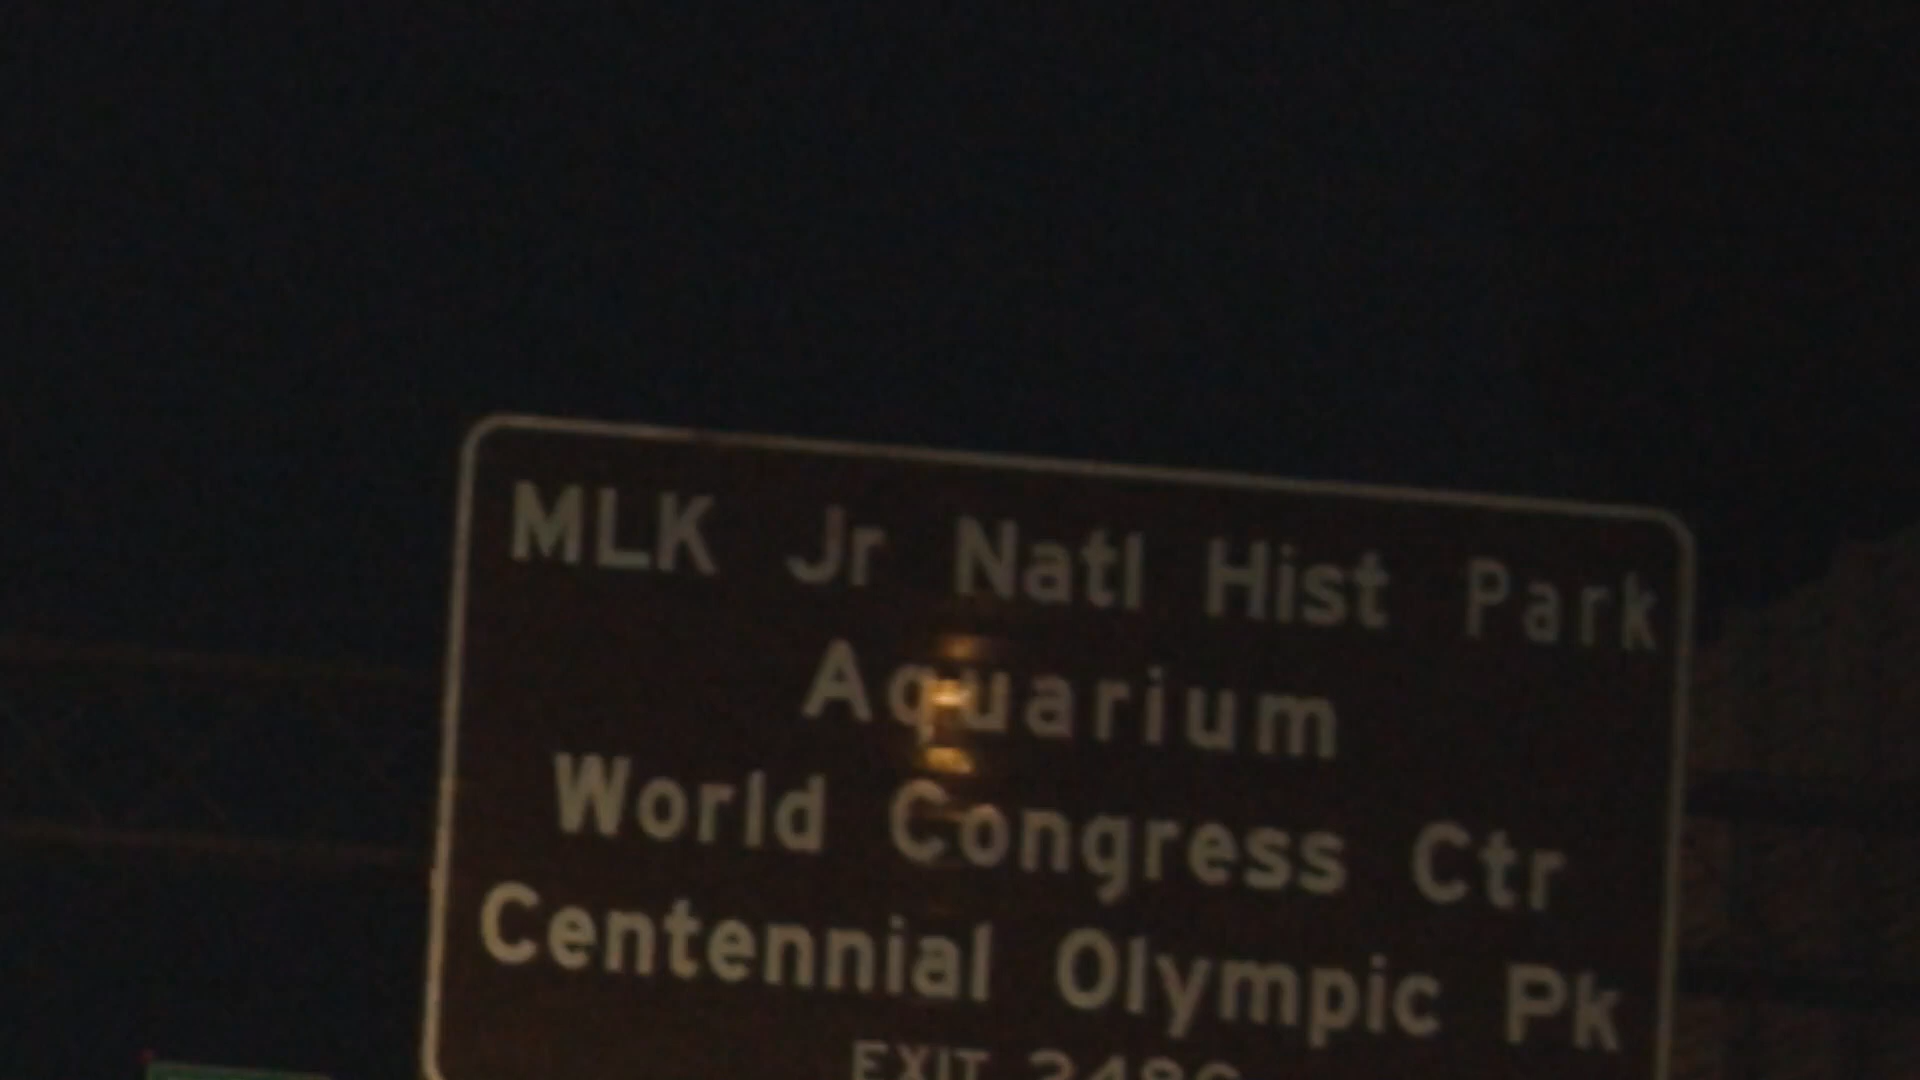 MLK Jr Natl Hist Park
Aquarium
World Congress Ctr
Centennial Olympic Pk
EXIT